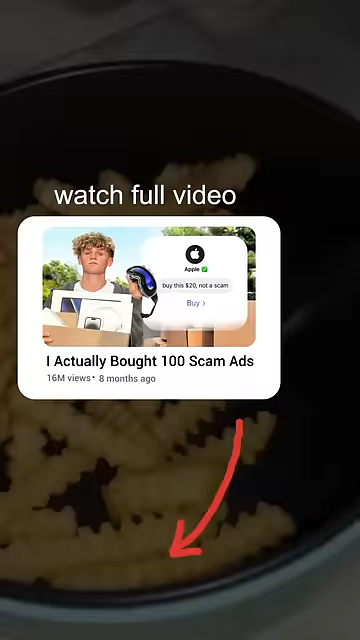 watch full video
Apple ✅
buy this $20, not a scam
Buy ›
I Actually Bought 100 Scam Ads
16M views • 8 months ago